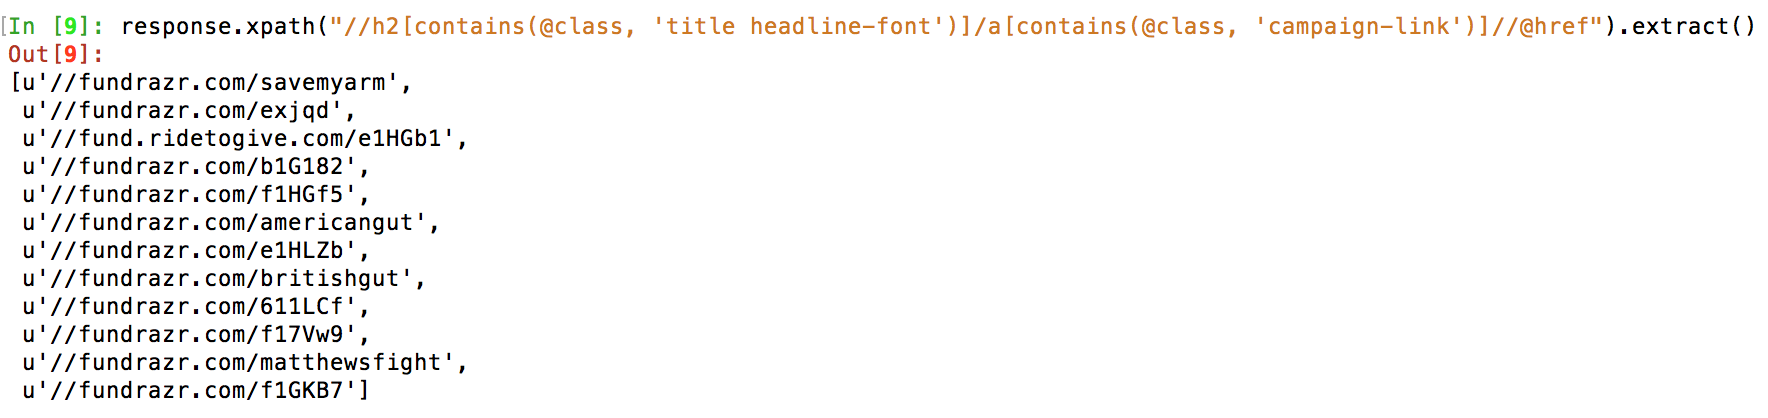 [In [9]: response.xpath("//h2[contains(@class, 'title headline-font')]/a[contains(@class, 'campaign-link')]//@href").extract()
Out[9]:
[u'//fundrazr.com/savemyarm',
u'//fundrazr.com/exjqd',
u'//fund.ridetogive.com/e1HGb1',
u'//fundrazr.com/b1G182',
u'//fundrazr.com/f1HGf5',
u'//fundrazr.com/americangut',
u'//fundrazr.com/e1HLZb',
u'//fundrazr.com/britishgut',
u'//fundrazr.com/611LCf',
u'//fundrazr.com/f17Vw9',
u'//fundrazr.com/matthewsfight',
u'//fundrazr.com/f1GKB7']